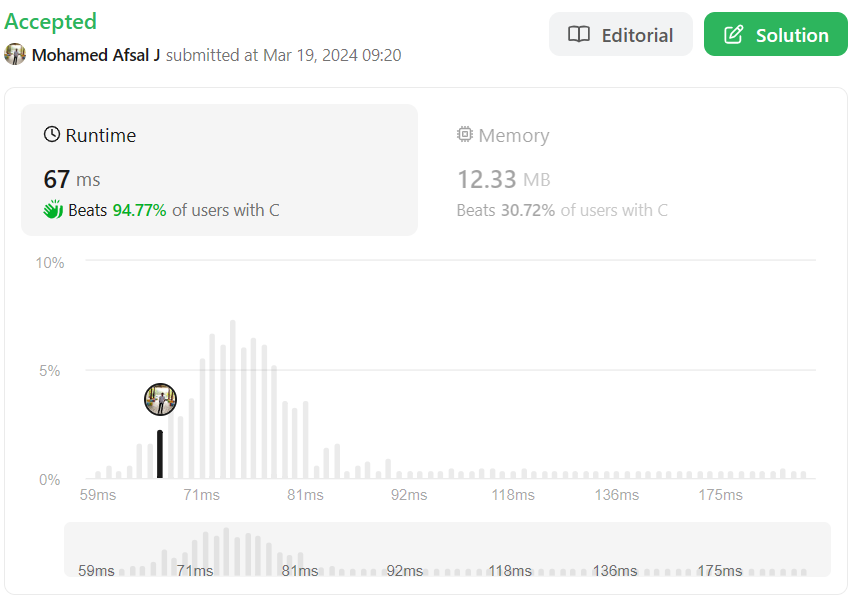 Accepted
Mohamed Afsal J submitted at Mar 19, 2024 09:20
Editorial
Solution
Runtime
67 ms
Beats 94.77% of users with C
Memory
12.33 MB
Beats 30.72% of users with C
10%
5%
0%
59ms 71ms 81ms 92ms 118ms 136ms 175ms
59ms 71ms 81ms 92ms 118ms 136ms 175ms